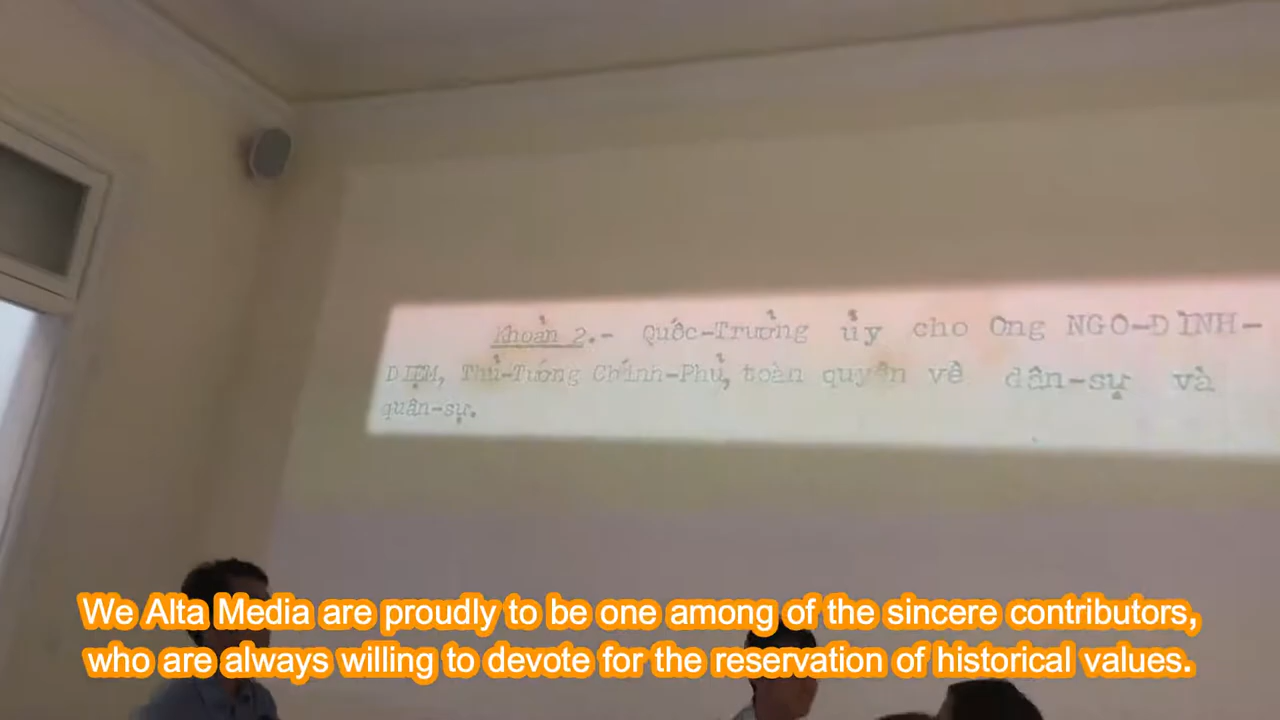 Khoản 2.- Quốc-Trưởng ủy cho Ông NGÔ-ĐÌNH-
DIỆM, Thủ-Tướng Chính-Phủ, toàn quyền về dân-sự và
quân-sự.
We Alta Media are proudly to be one among of the sincere contributors,
who are always willing to devote for the reservation of historical values.